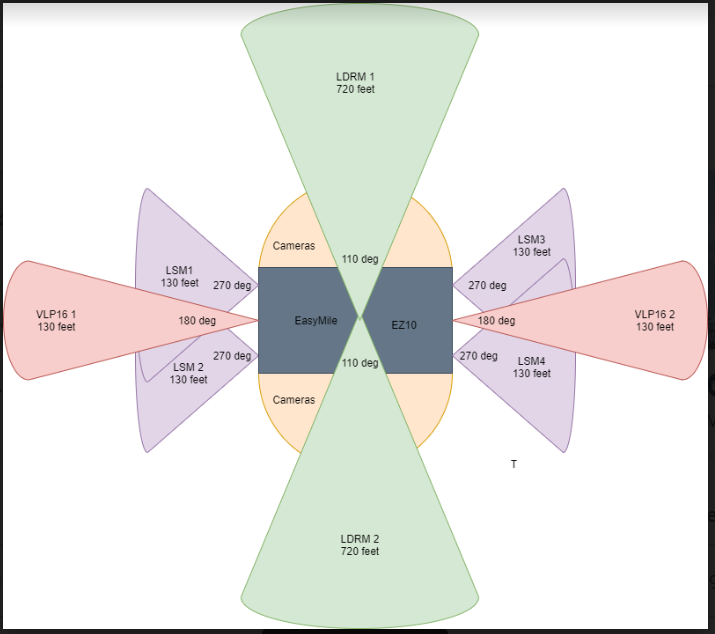 LDRM 1
720 feet
Cameras
110 deg
LSM1
130 feet
270 deg
LSM3
130 feet
270 deg
VLP16 1
130 feet
180 deg
EasyMile
EZ10
180 deg
VLP16 2
130 feet
270 deg
LSM 2
130 feet
110 deg
270 deg
LSM4
130 feet
Cameras
T
LDRM 2
720 feet